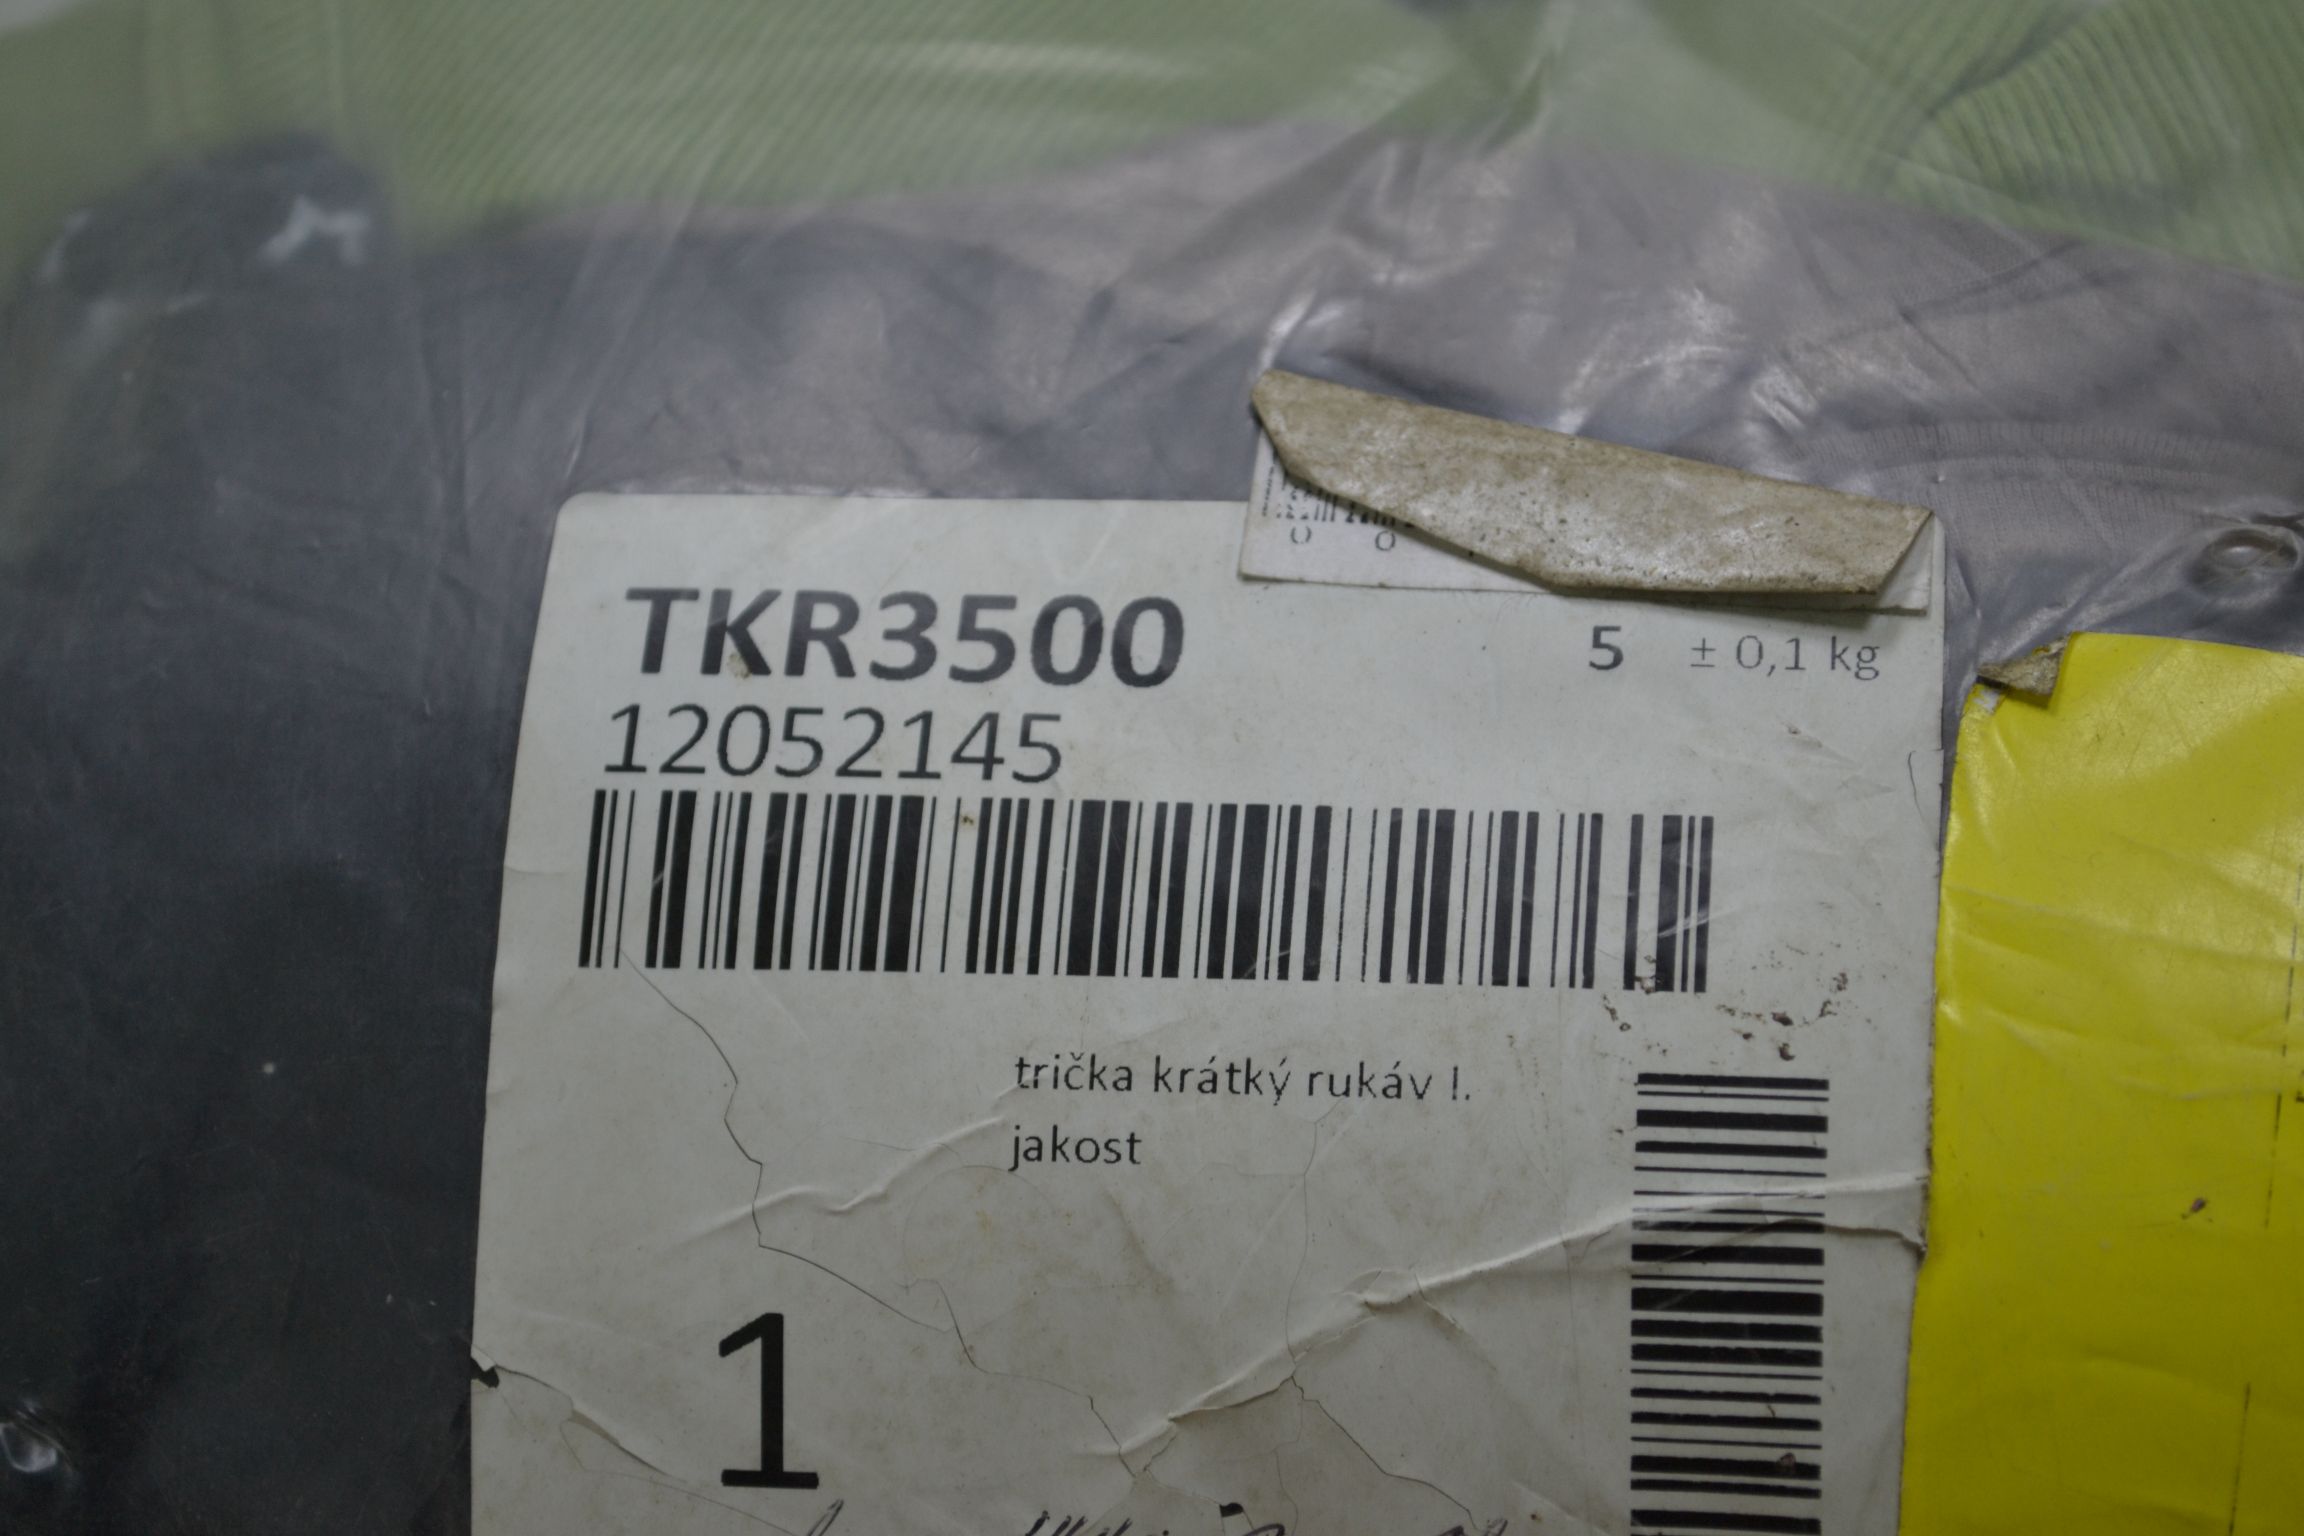 TKR3500
5 ± 0,1 kg
12052145
trička krátký rukáv I.
jakost
1